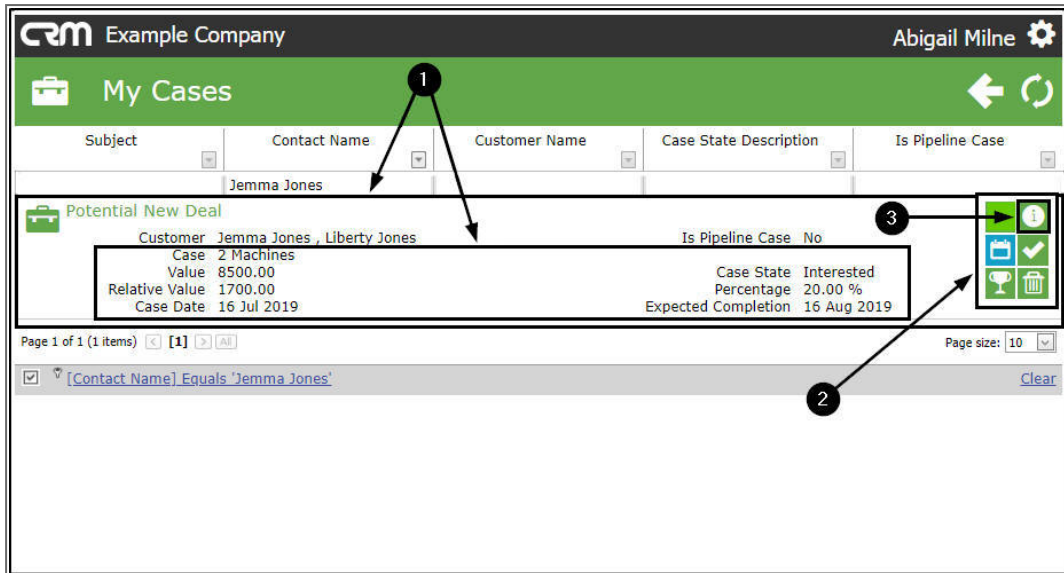 CRM Example Company Abigail Milne
My Cases
1
Subject Contact Name Customer Name Case State Description Is Pipeline Case
Jemma Jones
Potential New Deal
3
i
Customer Jemma Jones , Liberty Jones Is Pipeline Case No
Case 2 Machines
Value 8500.00 Case State Interested
Relative Value 1700.00 Percentage 20.00 %
Case Date 16 Jul 2019 Expected Completion 16 Aug 2019
Page 1 of 1 (1 items) < [1] > All Page size: 10
[Contact Name] Equals 'Jemma Jones' Clear
2